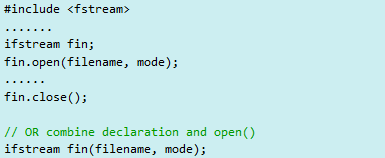 #include <fstream>
.......
ifstream fin;
fin.open(filename, mode);
......
fin.close();
// OR combine declaration and open()
ifstream fin(filename, mode);